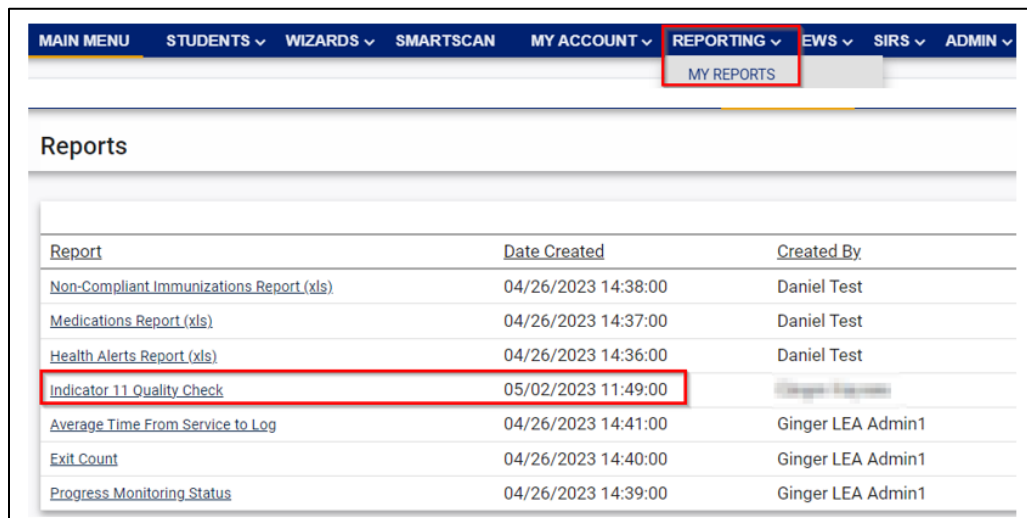 MAIN MENU STUDENTS WIZARDS SMARTSCAN MY ACCOUNT REPORTING EWS SIRS ADMIN
MY REPORTS
Reports
Report Date Created Created By
Non-Compliant Immunizations Report (xls) 04/26/2023 14:38:00 Daniel Test
Medications Report (xls) 04/26/2023 14:37:00 Daniel Test
Health Alerts Report (xls) 04/26/2023 14:36:00 Daniel Test
Indicator 11 Quality Check 05/02/2023 11:49:00
Average Time From Service to Log 04/26/2023 14:41:00 Ginger LEA Admin1
Exit Count 04/26/2023 14:40:00 Ginger LEA Admin1
Progress Monitoring Status 04/26/2023 14:39:00 Ginger LEA Admin1